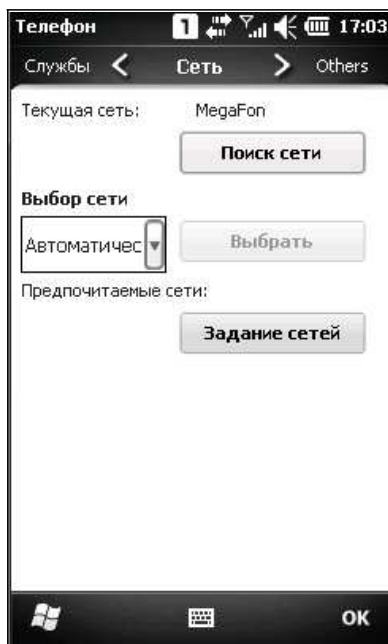 Телефон 1 17:03
Службы < Сеть > Others
Текущая сеть: MegaFon
Поиск сети
Выбор сети
Автоматичес Выбрать
Предпочитаемые сети:
Задание сетей
OK